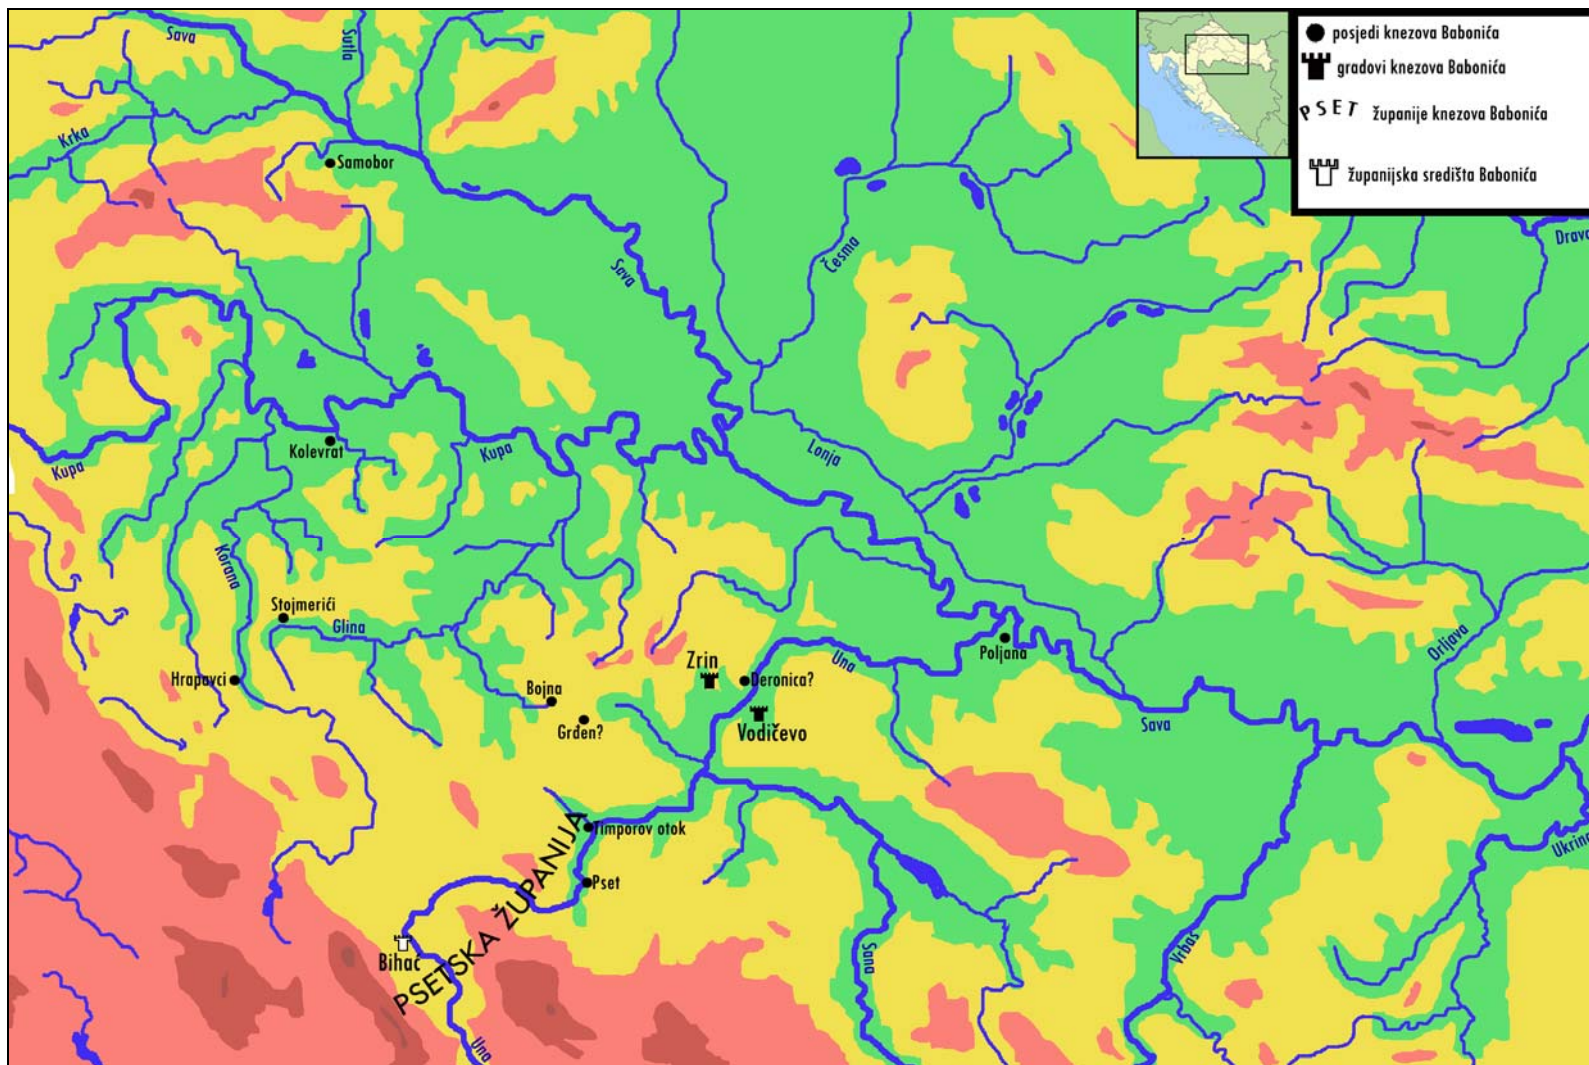 Sava
Sutla
posjedi knezova Babonića
gradovi knezova Babonića
PSET županije knezova Babonića
županijska središta Babonića
Krka
Samobor
Sava
Česma
Drava
Kolevrat
Kupa
Kupa
Lonja
Korana
Stojmerići
Glina
Hrapavci
Bojna
Grđen?
Zrin
Deronica?
Vodičevo
Una
Poljana
Orljava
Sava
Timporov otok
Pset
PSETSKA ŽUPANIJA
Bihać
Una
Sana
Vrbas
Ukrina